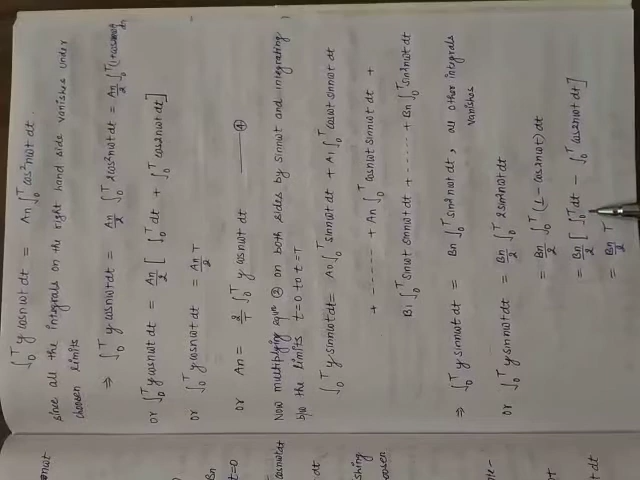 ∫₀ᵀ y cosnωt dt = An ∫₀ᵀ cos²nωt dt.
since all the integrals on the right hand side vanishes under
choosen limits
⇒ ∫₀ᵀ y cosnωt dt = An/2 ∫₀ᵀ 2cos²nωt dt = An/2 ∫₀ᵀ (1+cos2nωt) dt
or ∫₀ᵀ y cosnωt dt = An/2 [ ∫₀ᵀ dt + ∫₀ᵀ cos2nωt dt ]
or ∫₀ᵀ y cosnωt dt = An/2 T
or An = 2/T ∫₀ᵀ y cosnωt dt —— ④
Now multiplying eqnⁿ ② on both sides by sinnωt and integrating
b/w the limits t=0 to t=T
∫₀ᵀ y sinnωt dt = A0 ∫₀ᵀ sinnωt dt + A1 ∫₀ᵀ cosωt sinnωt dt
+ ------ + An ∫₀ᵀ cosnωt sinnωt dt +
B1 ∫₀ᵀ sinωt sinnωt dt + ------ + Bn ∫₀ᵀ sin²nωt dt
⇒ ∫₀ᵀ y sinnωt dt = Bn ∫₀ᵀ sin²nωt dt, all other integrals
vanishes
or ∫₀ᵀ y sinnωt dt = Bn/2 ∫₀ᵀ 2sin²nωt dt
= Bn/2 ∫₀ᵀ (1 - cos2nωt) dt
= Bn/2 [ ∫₀ᵀ dt - ∫₀ᵀ cos2nωt dt ]
= Bn/2 T